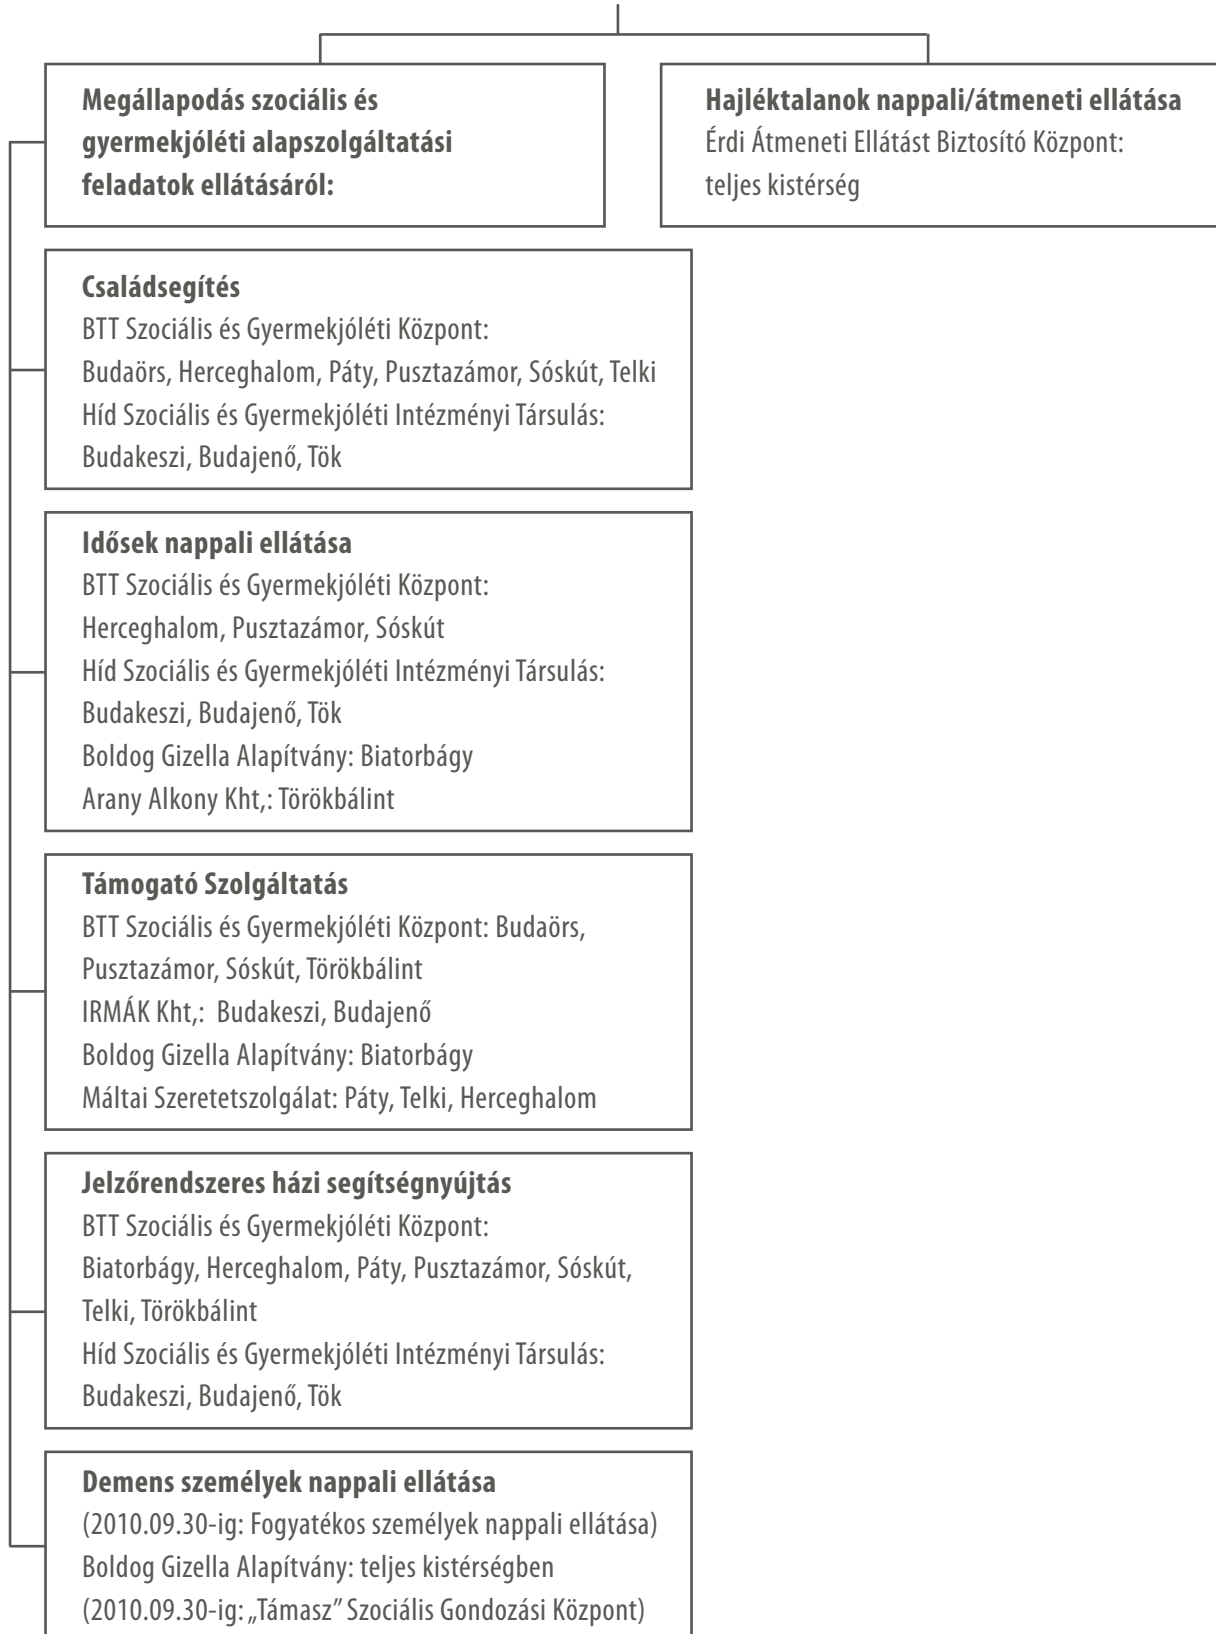 Megállapodás szociális és
gyermekjóléti alapszolgáltatási
feladatok ellátásáról:
Hajléktalanok nappali/átmeneti ellátása
Érdi Átmeneti Ellátást Biztosító Központ:
teljes kistérség
Családsegítés
BTT Szociális és Gyermekjóléti Központ:
Budaörs, Herceghalom, Páty, Pusztazámor, Sóskút, Telki
Híd Szociális és Gyermekjóléti Intézményi Társulás:
Budakeszi, Budajenő, Tök
Idősek nappali ellátása
BTT Szociális és Gyermekjóléti Központ:
Herceghalom, Pusztazámor, Sóskút
Híd Szociális és Gyermekjóléti Intézményi Társulás:
Budakeszi, Budajenő, Tök
Boldog Gizella Alapítvány: Biatorbágy
Arany Alkony Kht,: Törökbálint
Támogató Szolgáltatás
BTT Szociális és Gyermekjóléti Központ: Budaörs,
Pusztazámor, Sóskút, Törökbálint
IRMÁK Kht,: Budakeszi, Budajenő
Boldog Gizella Alapítvány: Biatorbágy
Máltai Szeretetszolgálat: Páty, Telki, Herceghalom
Jelzőrendszeres házi segítségnyújtás
BTT Szociális és Gyermekjóléti Központ:
Biatorbágy, Herceghalom, Páty, Pusztazámor, Sóskút,
Telki, Törökbálint
Híd Szociális és Gyermekjóléti Intézményi Társulás:
Budakeszi, Budajenő, Tök
Demens személyek nappali ellátása
(2010.09.30-ig: Fogyatékos személyek nappali ellátása)
Boldog Gizella Alapítvány: teljes kistérségben
(2010.09.30-ig: „Támasz” Szociális Gondozási Központ)